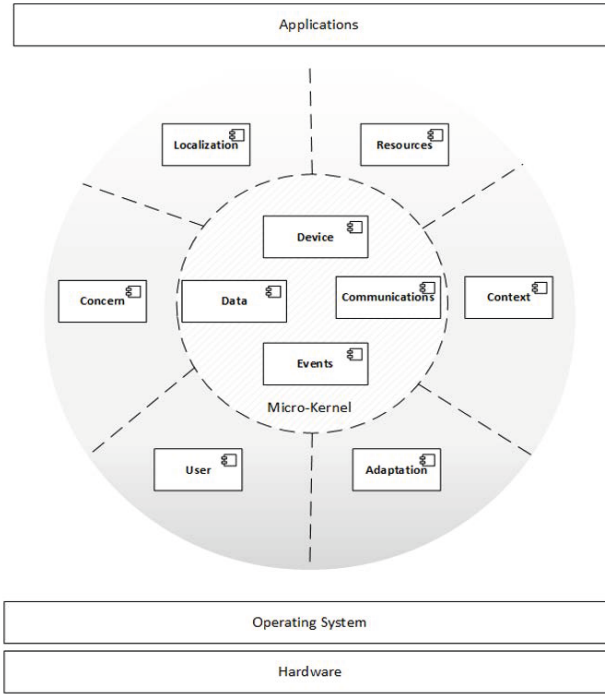 Applications
Localization
Resources
Device
Concern
Data
Communications
Context
Events
Micro-Kernel
User
Adaptation
Operating System
Hardware